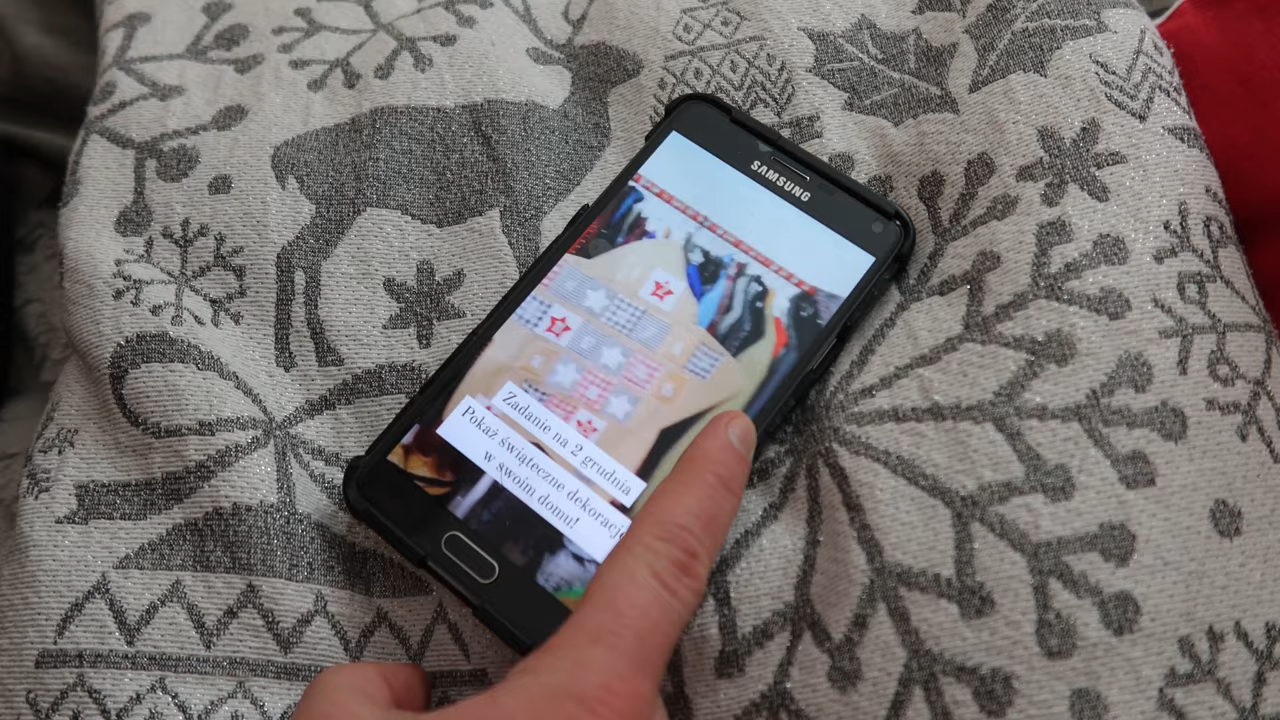 SAMSUNG
Zadanie na 2 grudnia
Pokaż świąteczne dekoracje
w swoim domu!